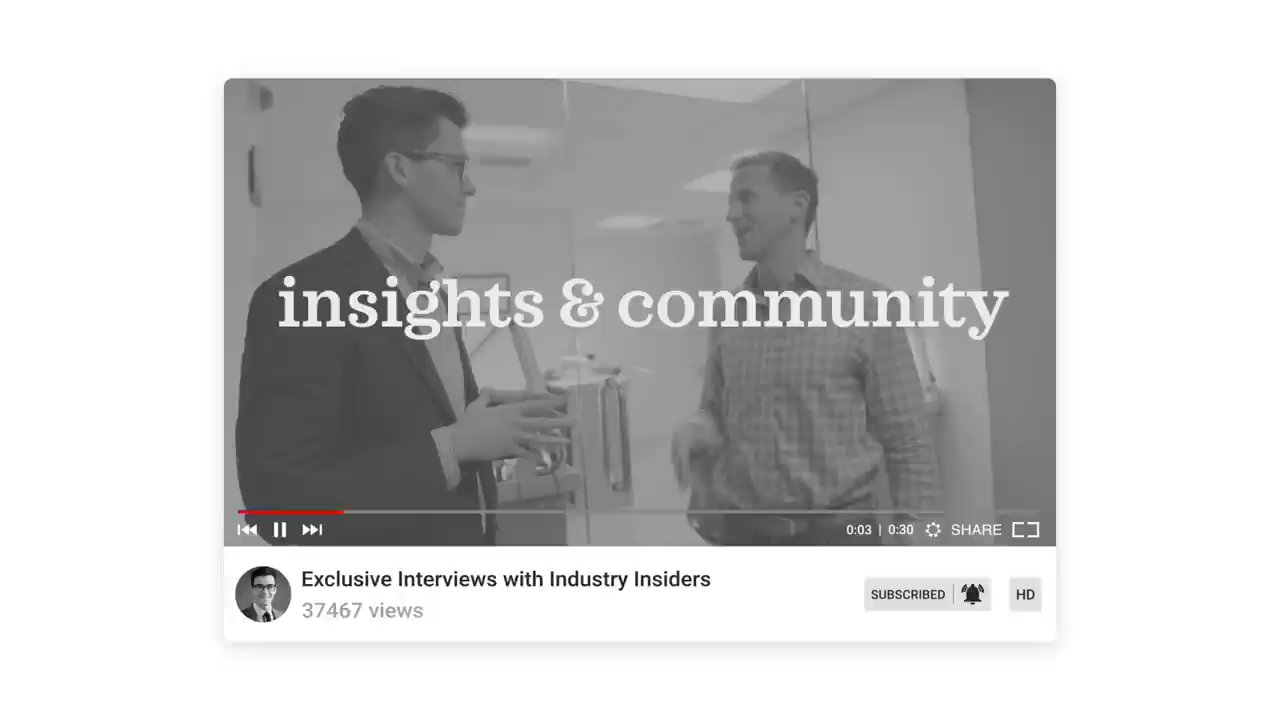 insights & community
0:03 | 0:30 SHARE
Exclusive Interviews with Industry Insiders
37467 views
SUBSCRIBED
HD